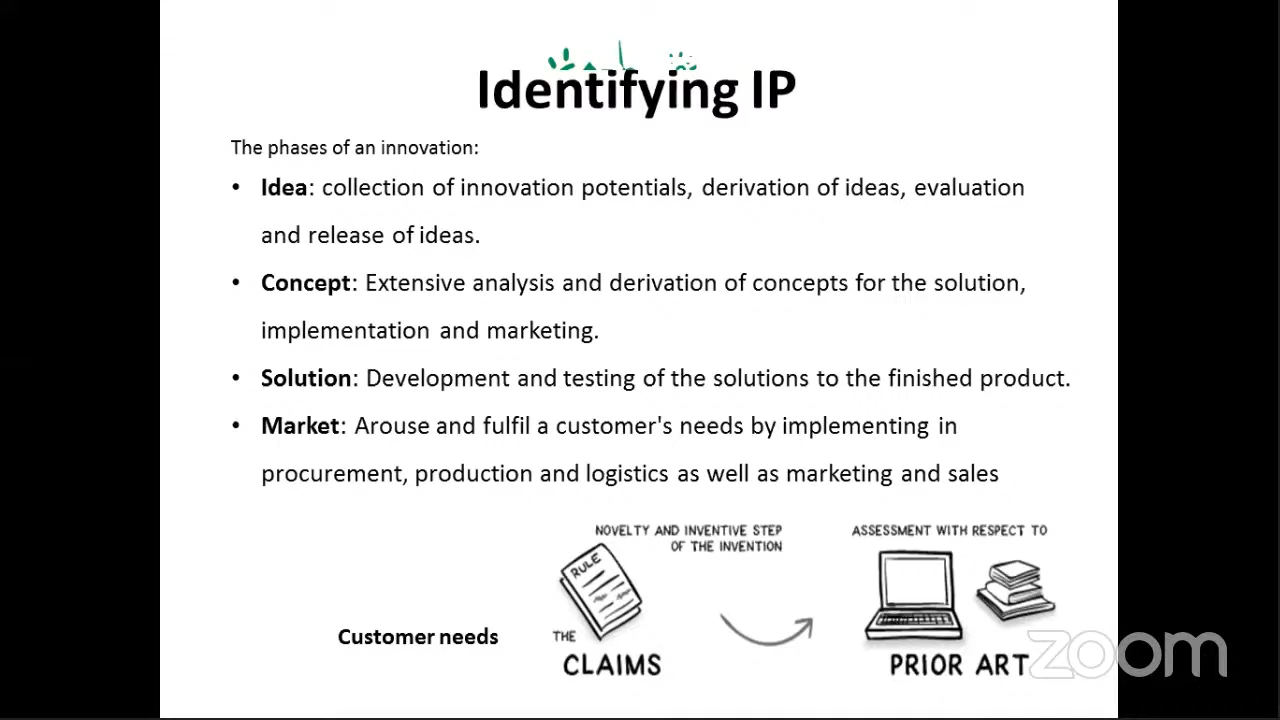 Identifying IP
The phases of an innovation:
• Idea: collection of innovation potentials, derivation of ideas, evaluation
and release of ideas.
• Concept: Extensive analysis and derivation of concepts for the solution,
implementation and marketing.
• Solution: Development and testing of the solutions to the finished product.
• Market: Arouse and fulfil a customer's needs by implementing in
procurement, production and logistics as well as marketing and sales
NOVELTY AND INVENTIVE STEP
OF THE INVENTION
RULE
Customer needs
THE
CLAIMS
ASSESSMENT WITH RESPECT TO
PRIOR ART
zoom